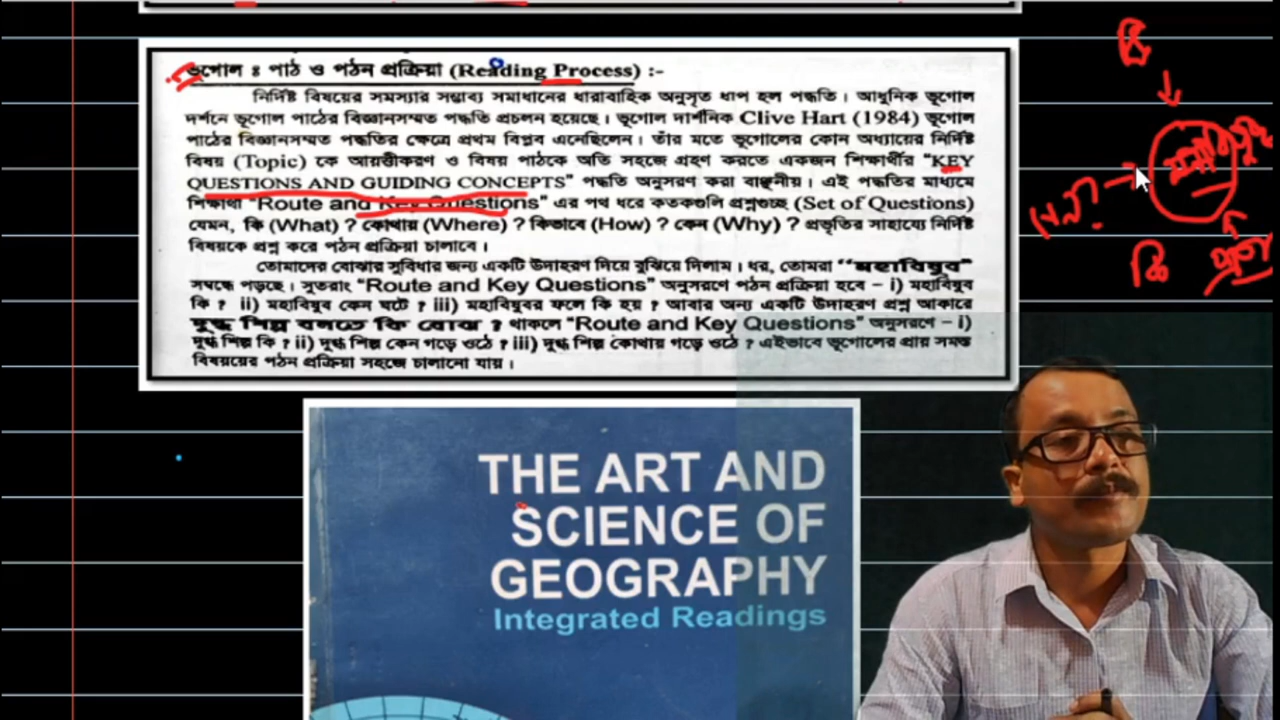 ভূগোল ঃ পাঠ ও পঠন প্রক্রিয়া (Reading Process) :-
নির্দিষ্ট বিষয়ের সমস্যার সম্ভাব্য সমাধানের ধারাবাহিক অনুসৃত ধাপ হল পদ্ধতি। আধুনিক ভূগোল
দর্শনে ভূগোল পাঠের বিজ্ঞানসম্মত পদ্ধতি প্রচলন হয়েছে। ভূগোল দার্শনিক Clive Hart (1984) ভূগোল
পাঠের বিজ্ঞানসম্মত পদ্ধতির ক্ষেত্রে প্রথম বিপ্লব এনেছিলেন। তাঁর মতে ভূগোলের কোন অধ্যায়ের নির্দিষ্ট
বিষয় (Topic) কে আয়ত্তীকরণ ও বিষয় পাঠকে অতি সহজে গ্রহণ করতে একজন শিক্ষার্থীর "KEY
QUESTIONS AND GUIDING CONCEPTS" পদ্ধতি অনুসরণ করা বাঞ্ছনীয়। এই পদ্ধতির মাধ্যমে
শিক্ষার্থী "Route and Key Questions" এর পথ ধরে কতকগুলি প্রশ্নগুচ্ছ (Set of Questions)
যেমন, কি (What) ? কোথায় (Where) ? কিভাবে (How) ? কেন (Why) ? প্রভৃতির সাহায্যে নির্দিষ্ট
বিষয়কে প্রশ্ন করে পঠন প্রক্রিয়া চালাবে।
তোমাদের বোঝার সুবিধার জন্য একটি উদাহরণ দিয়ে বুঝিয়ে দিলাম। ধর, তোমরা "মহাবিষুব"
সম্বন্ধে পড়ছে। সুতরাং "Route and Key Questions" অনুসরণে পঠন প্রক্রিয়া হবে – i) মহাবিষুব
কি ? ii) মহাবিষুব কেন ঘটে ? iii) মহাবিষুবর ফলে কি হয় ? আবার অন্য একটি উদাহরণ প্রশ্ন আকারে
দুগ্ধ শিল্প বলতে কি বোঝ ? থাকলে "Route and Key Questions" অনুসরণে – i)
দুগ্ধ শিল্প কি ? ii) দুগ্ধ শিল্প কেন গড়ে ওঠে ? iii) দুগ্ধ শিল্প কোথায় গড়ে ওঠে ? এইভাবে ভূগোলের প্রায় সমস্ত
বিষয়য়ের পঠন প্রক্রিয়া সহজে চালানো যায়।
THE ART AND
SCIENCE OF
GEOGRAPHY
Integrated Readings
কি